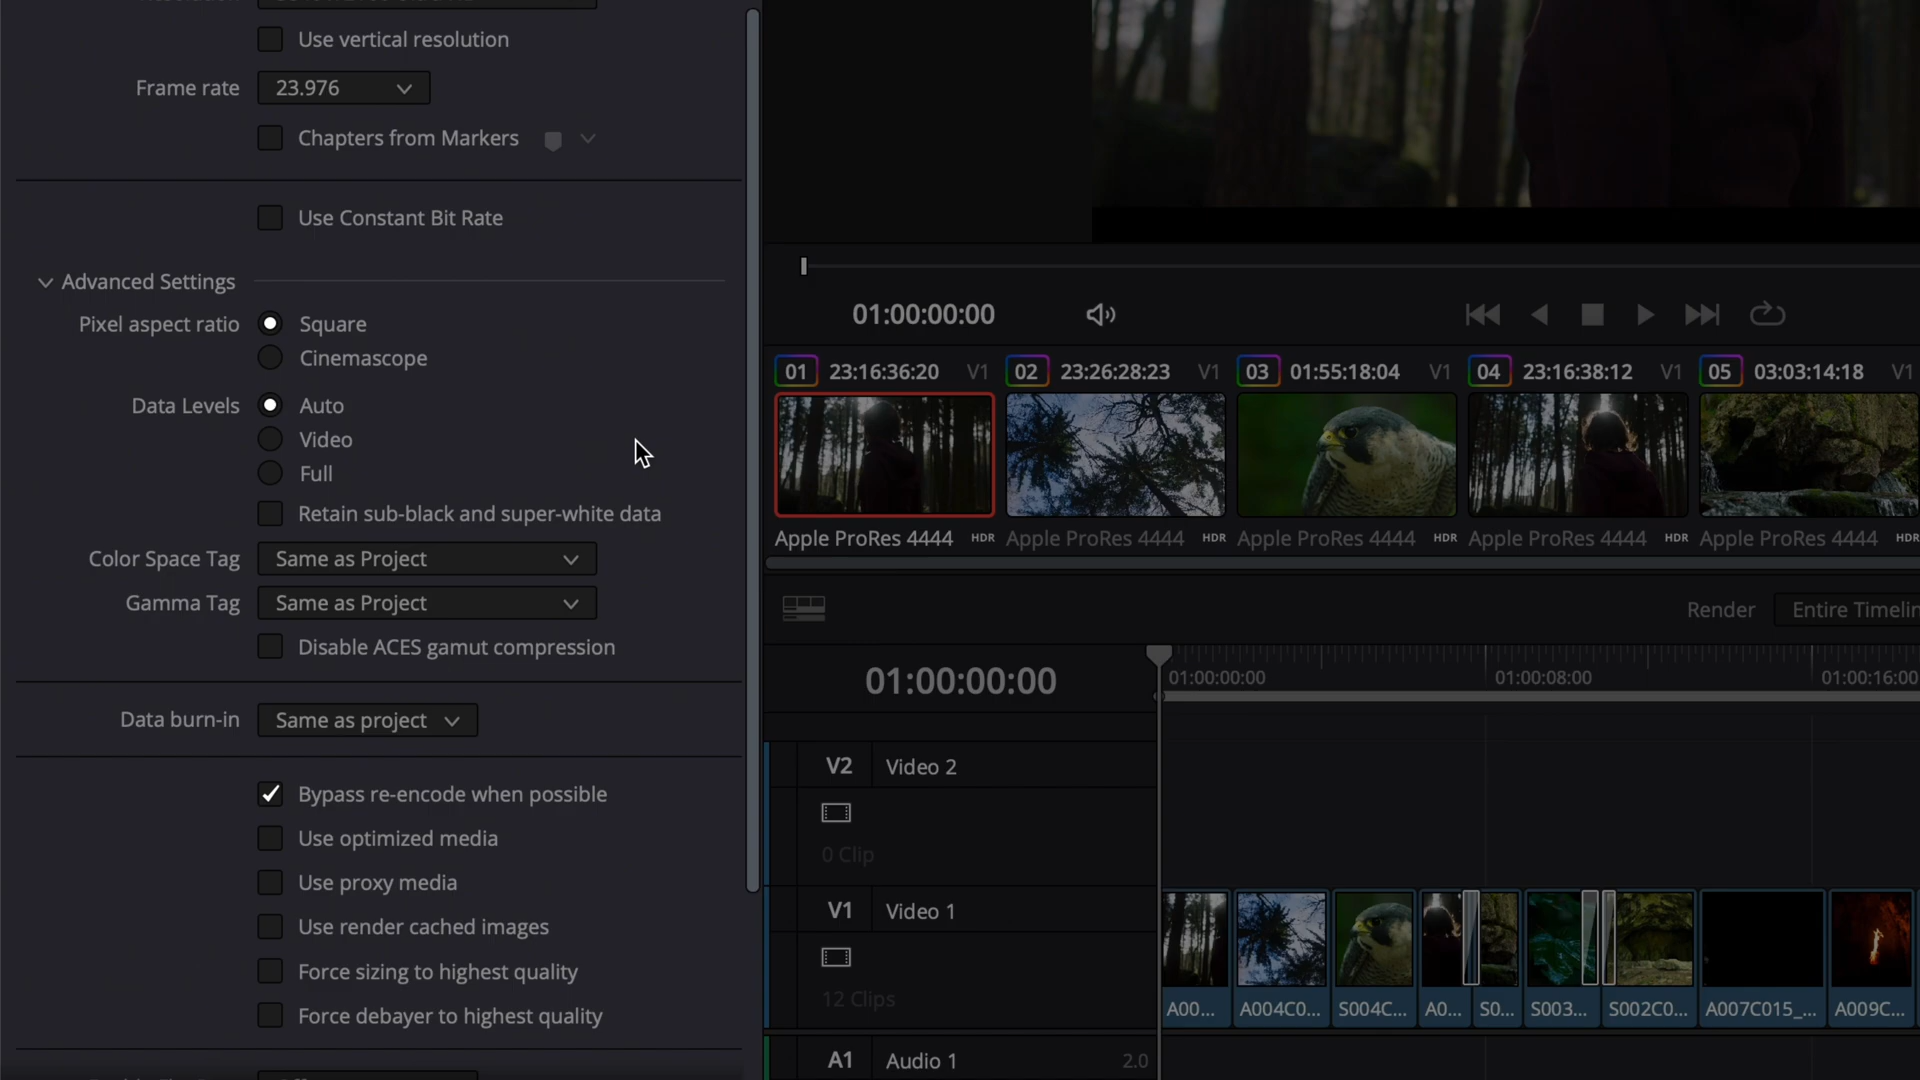 Use vertical resolution
Frame rate 23.976
Chapters from Markers
Use Constant Bit Rate
Advanced Settings
Pixel aspect ratio Square
Cinemascope
Data Levels Auto
Video
Full
Retain sub-black and super-white data
Color Space Tag Same as Project
Gamma Tag Same as Project
Disable ACES gamut compression
Data burn-in Same as project
Bypass re-encode when possible
Use optimized media
Use proxy media
Use render cached images
Force sizing to highest quality
Force debayer to highest quality
01:00:00:00
01 23:16:36:20 V1 02 23:26:28:23 V1 03 01:55:18:04 V1 04 23:16:38:12 V1 05 03:03:14:18 V1
Apple ProRes 4444 HDR Apple ProRes 4444 HDR Apple ProRes 4444 HDR Apple ProRes 4444 HDR Apple ProRes 4444 HDR
Render Entire Timelin
01:00:00:00 01:00:00:00 01:00:08:00 01:00:16:00
V2 Video 2
0 Clip
V1 Video 1
12 Clips
A00... A004C0... S004C... A0... S0... S003... S002C0... A007C015_... A009C...
A1 Audio 1 2.0